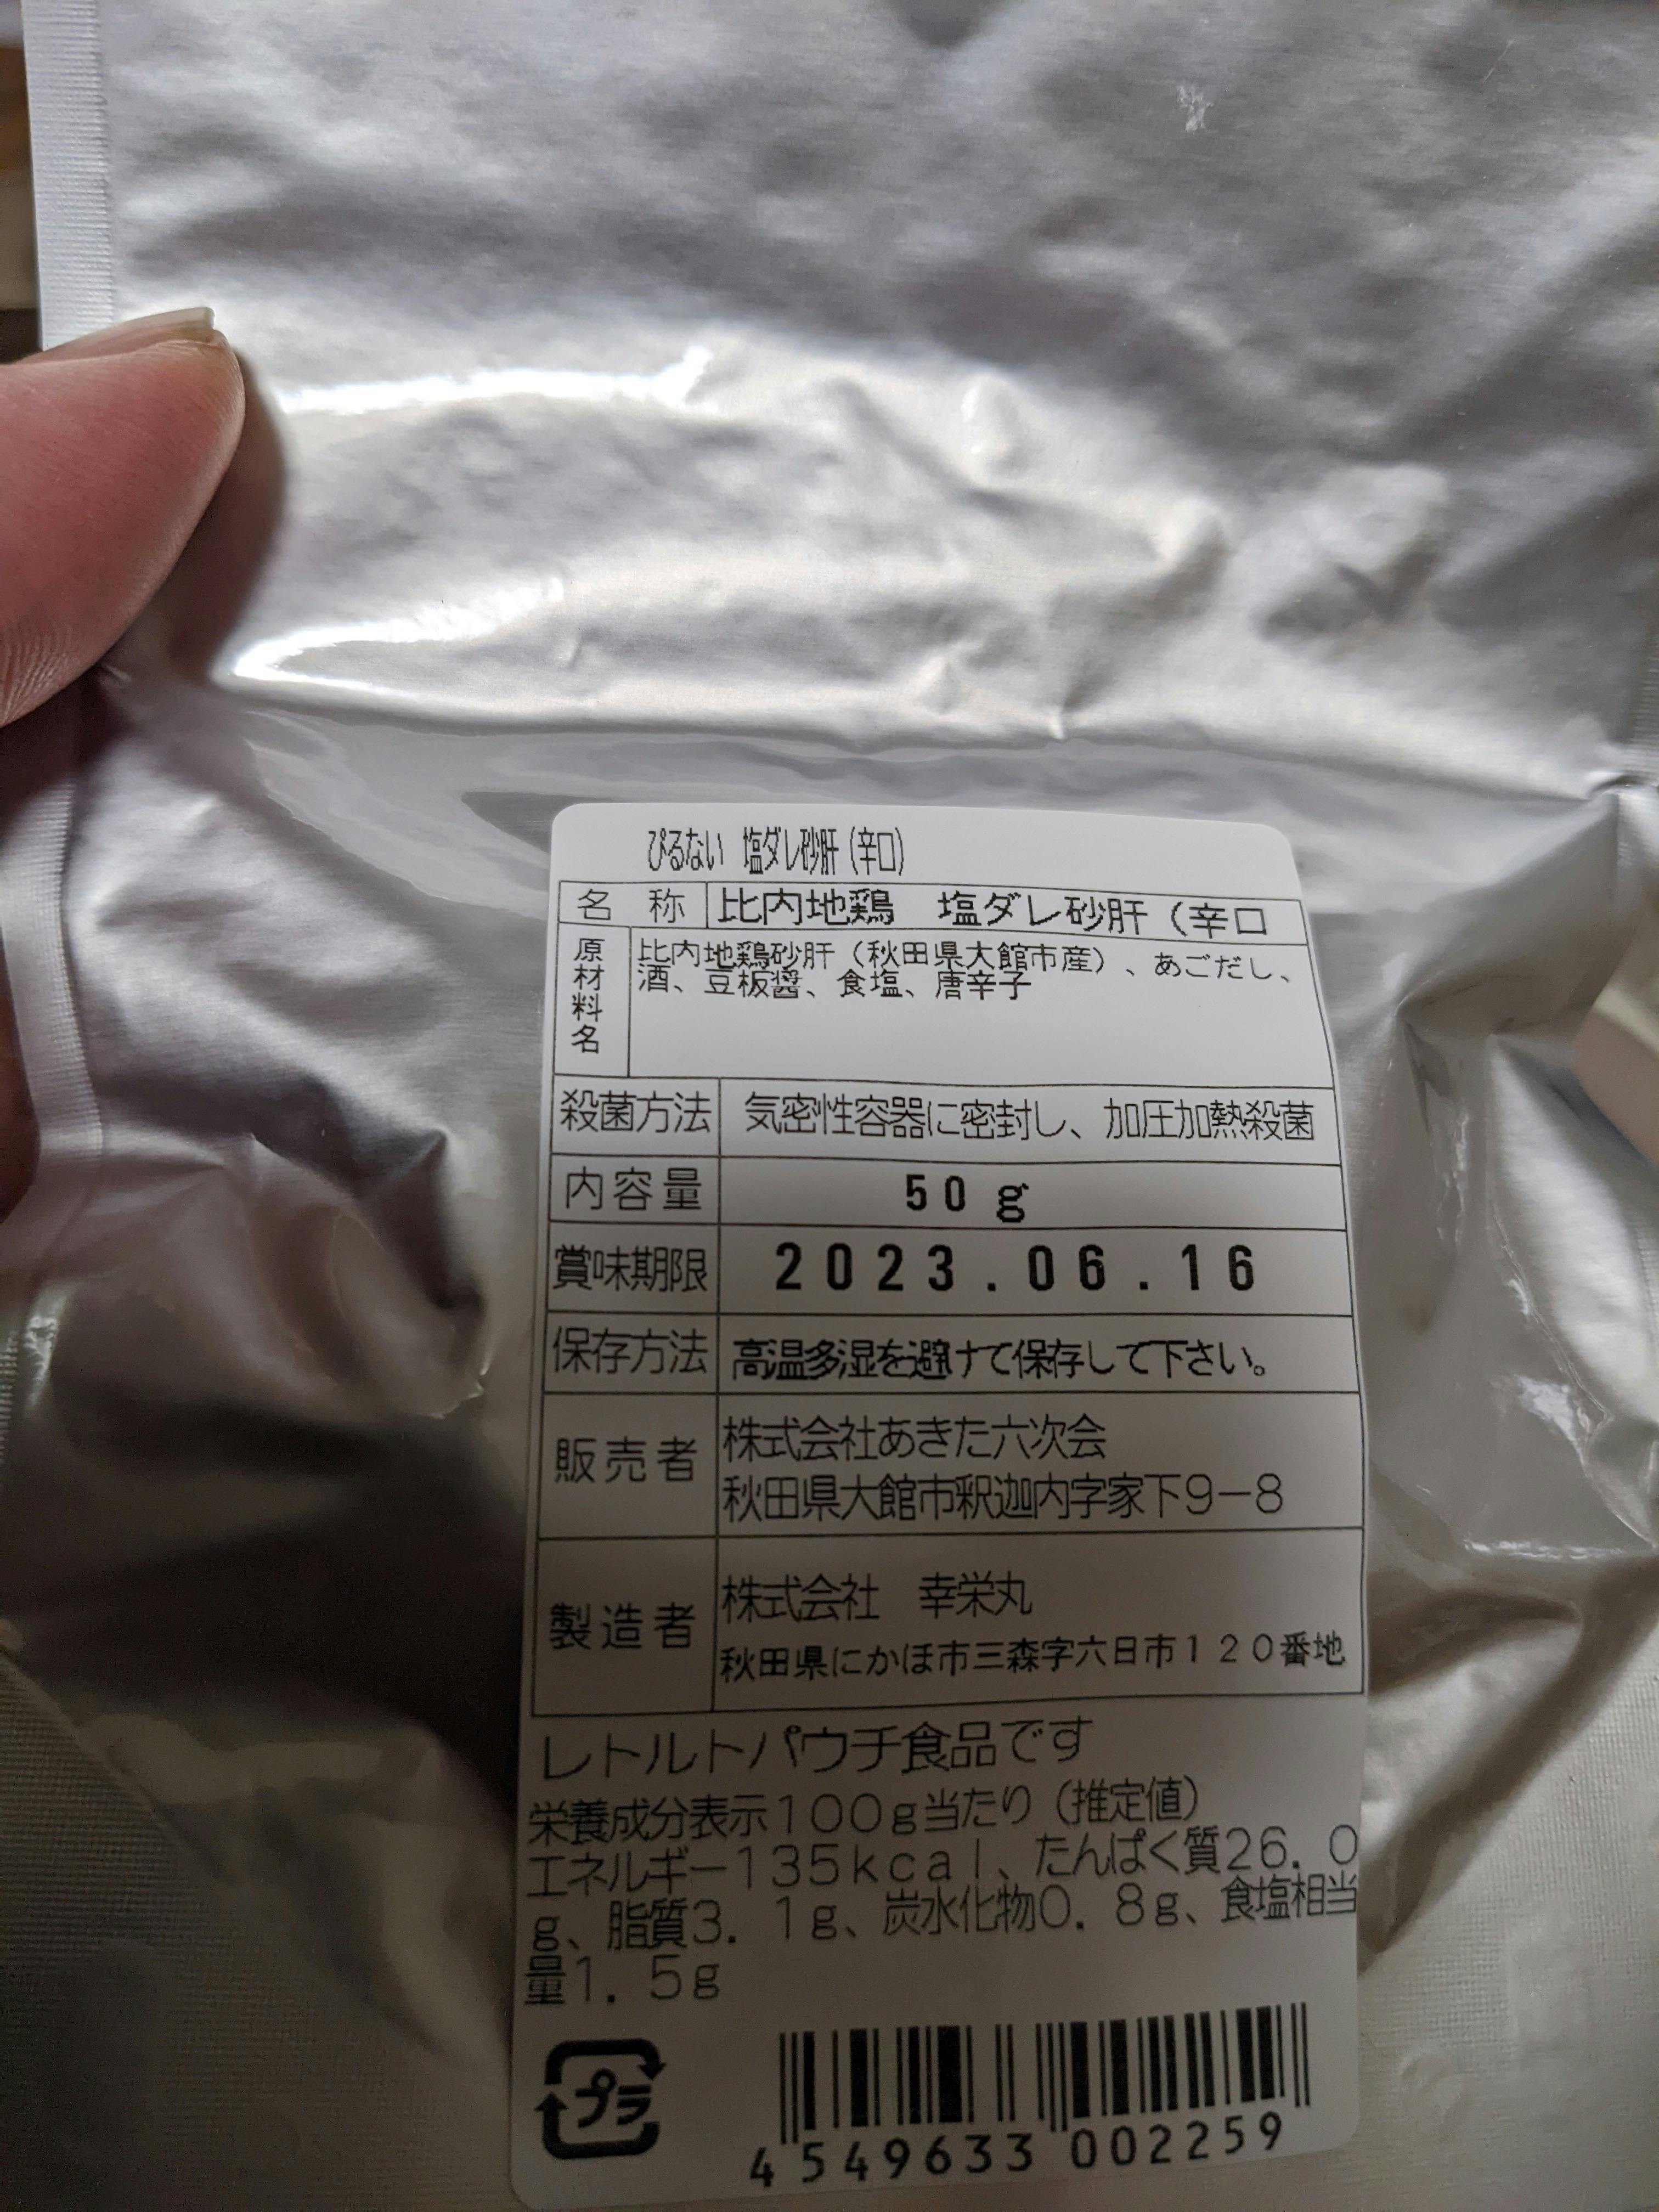 ぴるない 塩ダレ砂肝(辛口)
名称 比内地鶏 塩ダレ砂肝(辛口
原材料名 比内地鶏砂肝(秋田県大館市産)、あごだし、
酒、豆板醤、食塩、唐辛子
殺菌方法 気密性容器に密封し、加圧加熱殺菌
内容量 50g
賞味期限 2023.06.16
保存方法 高温多湿を避けて保存して下さい。
販売者 株式会社あきた六次会
秋田県大館市釈迦内字家下9-8
製造者 株式会社 幸栄丸
秋田県にかほ市三森字六日市120番地
レトルトパウチ食品です
栄養成分表示100g当たり(推定値)
エネルギー135kcal、たんぱく質26.0
g、脂質3.1g、炭水化物0.8g、食塩相当
量1.5g
プラ
4549633002259